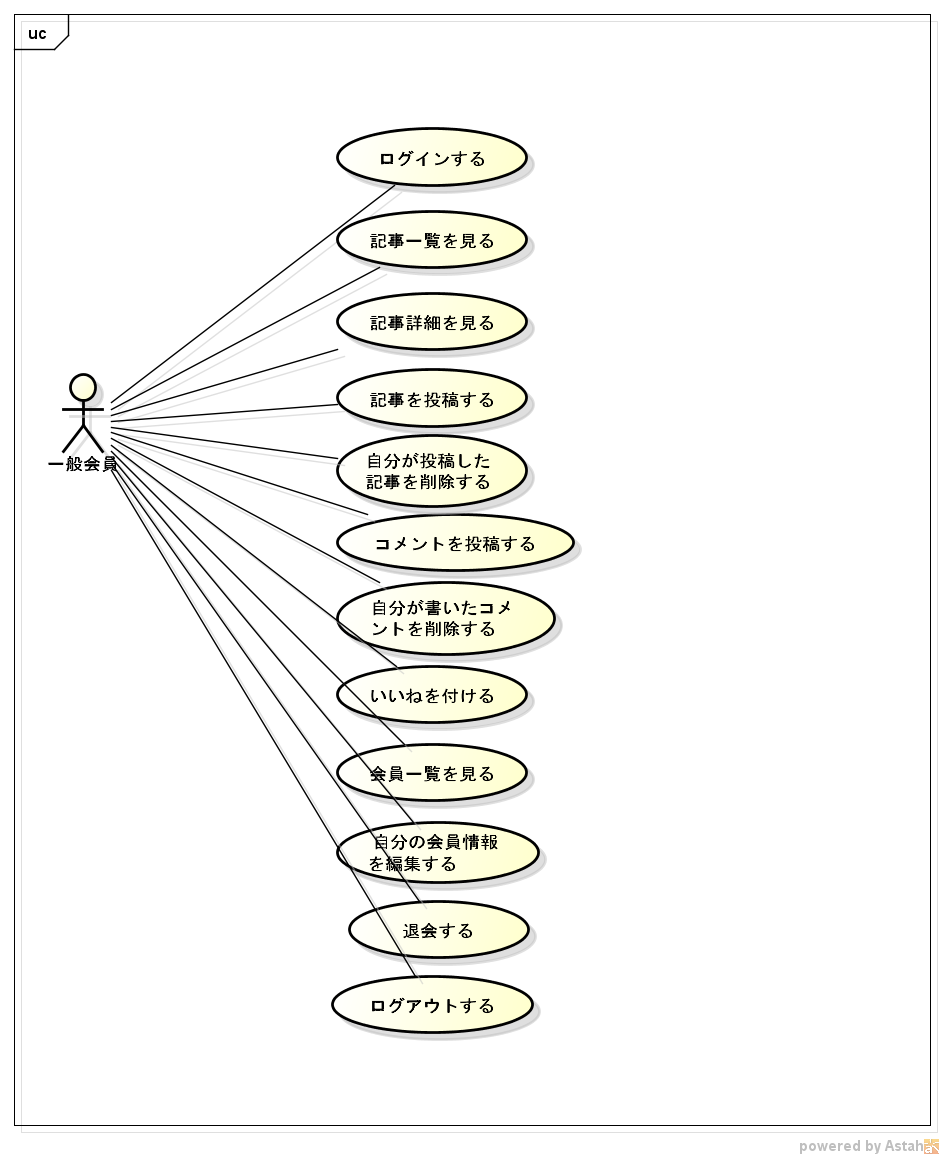 uc
ログインする
記事一覧を見る
記事詳細を見る
記事を投稿する
自分が投稿した
記事を削除する
一般会員
コメントを投稿する
自分が書いたコメ
ントを削除する
いいねを付ける
会員一覧を見る
自分の会員情報
を編集する
退会する
ログアウトする
powered by Astah